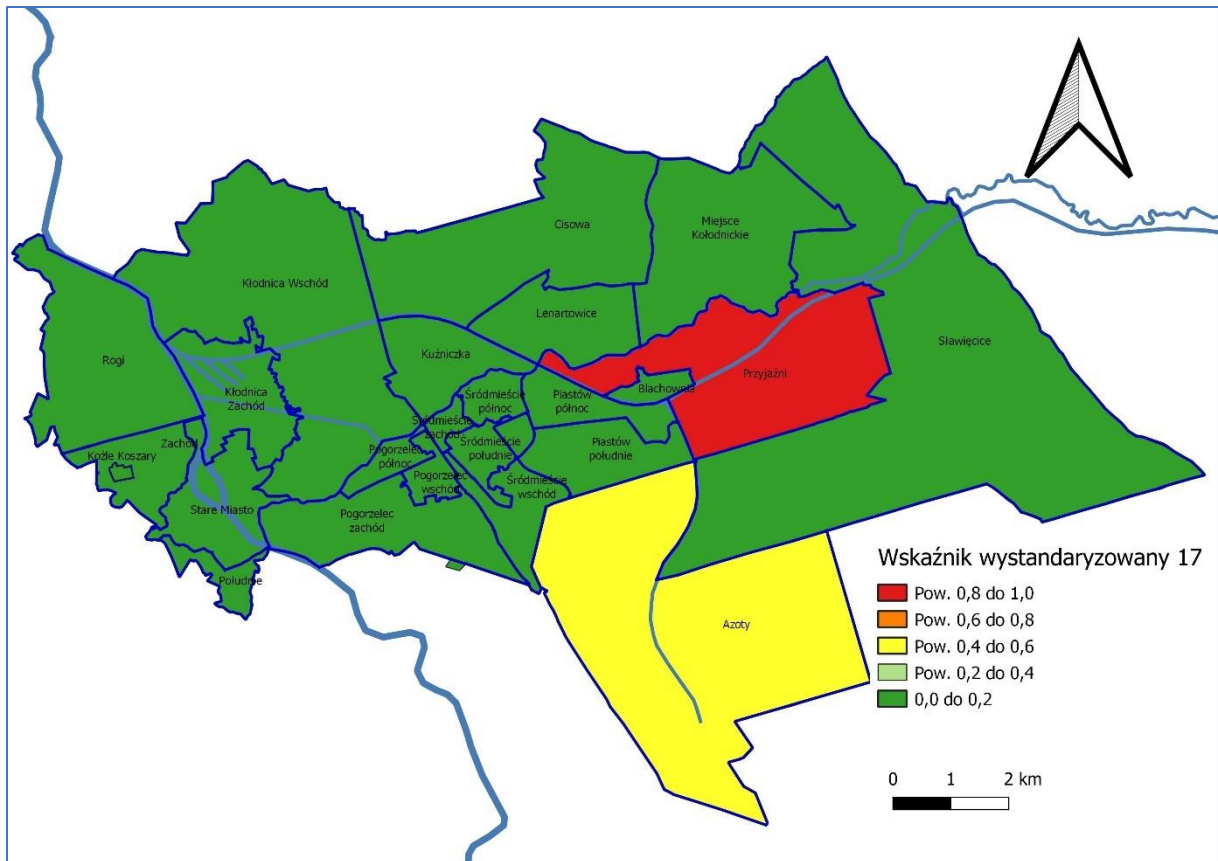 Cisowa
Miejsce
Kołodnickie
Kłodnica Wschód
Lenartowice
Sławięcice
Rogi
Kuźniczka
Przyjaźni
Blachownia
Kłodnica
Zachód
Śródmieście
północ
Piastów
północ
Śródmieście
zachód
Zachód
Koźle Koszary
Pogorzelec
północ
Śródmieście
południe
Piastów
południe
Pogorzelec
wschód
Śródmieście
wschód
Stare Miasto
Pogorzelec
zachód
Południe
Azoty
Wskaźnik wystandaryzowany 17
Pow. 0,8 do 1,0
Pow. 0,6 do 0,8
Pow. 0,4 do 0,6
Pow. 0,2 do 0,4
0,0 do 0,2
0 1 2 km